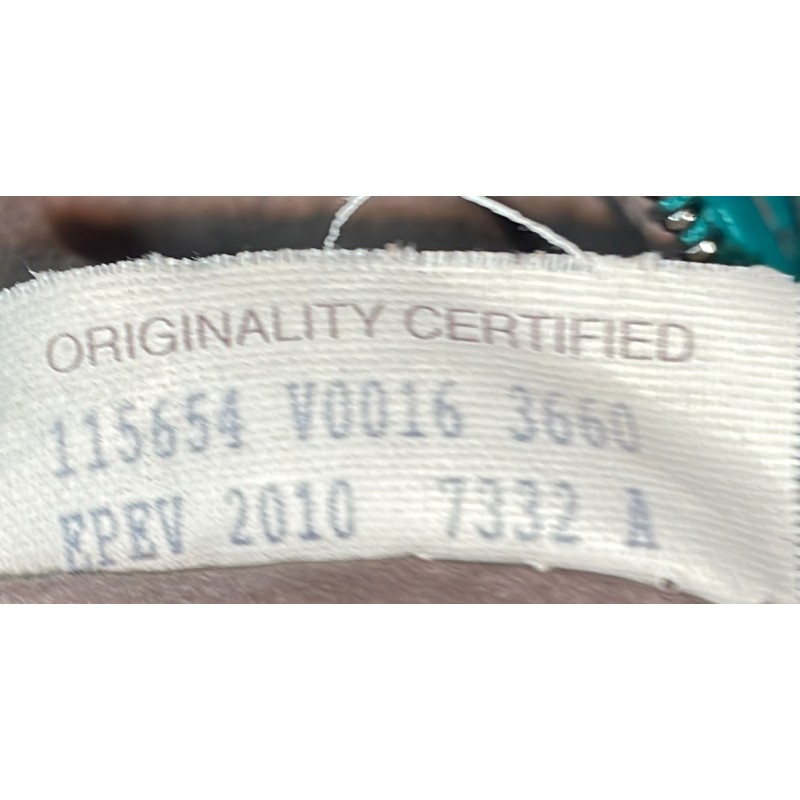 ORIGINALITY CERTIFIED
115654 V0016 3660
EPEV 2010 7332 A